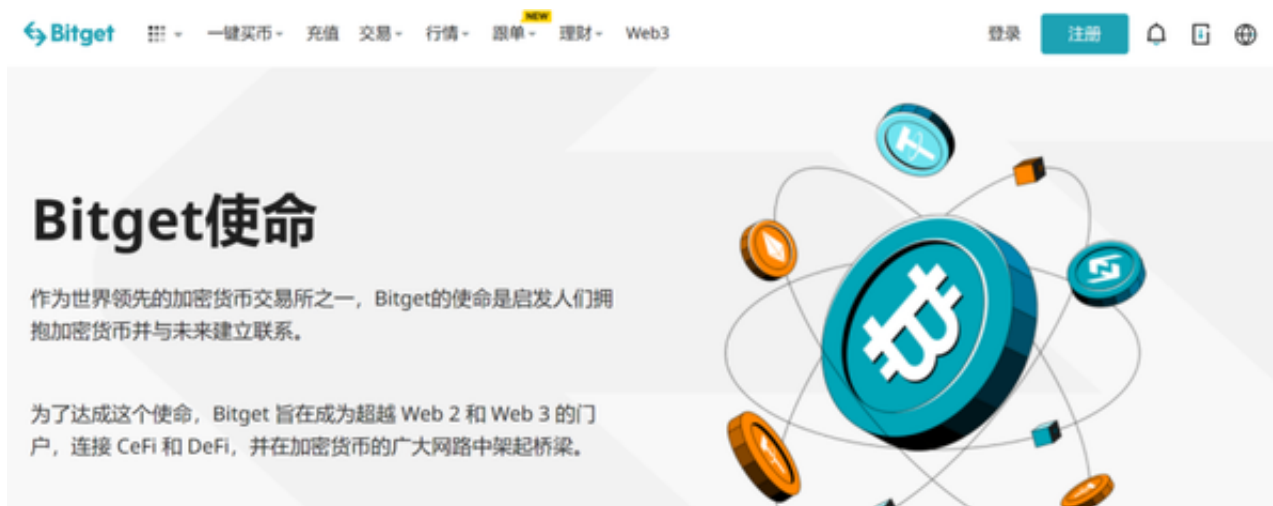 Bitget 一键买币 充值 交易 行情 跟单 NEW 理财 Web3 登录 注册
Bitget使命
作为世界领先的加密货币交易所之一，Bitget的使命是启发人们拥
抱加密货币并与未来建立联系。
为了达成这个使命，Bitget 旨在成为超越 Web 2 和 Web 3 的门
户，连接 CeFi 和 DeFi，并在加密货币的广大网路中架起桥梁。